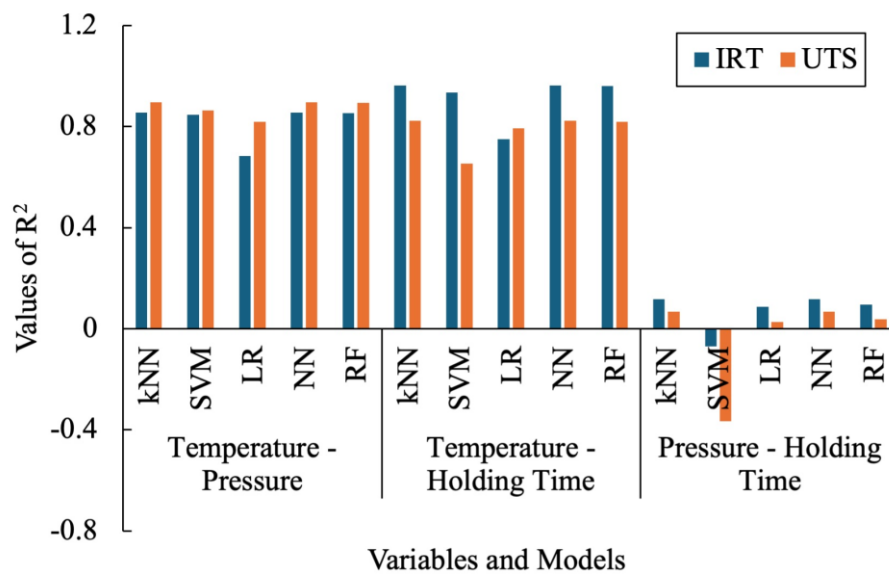 1.2
IRT UTS
0.8
0.4
0
-0.4
-0.8
Values of R²
kNN SVM LR NN RF kNN SVM LR NN RF kNN SVM LR NN RF
Temperature -
Pressure
Temperature -
Holding Time
Pressure - Holding
Time
Variables and Models